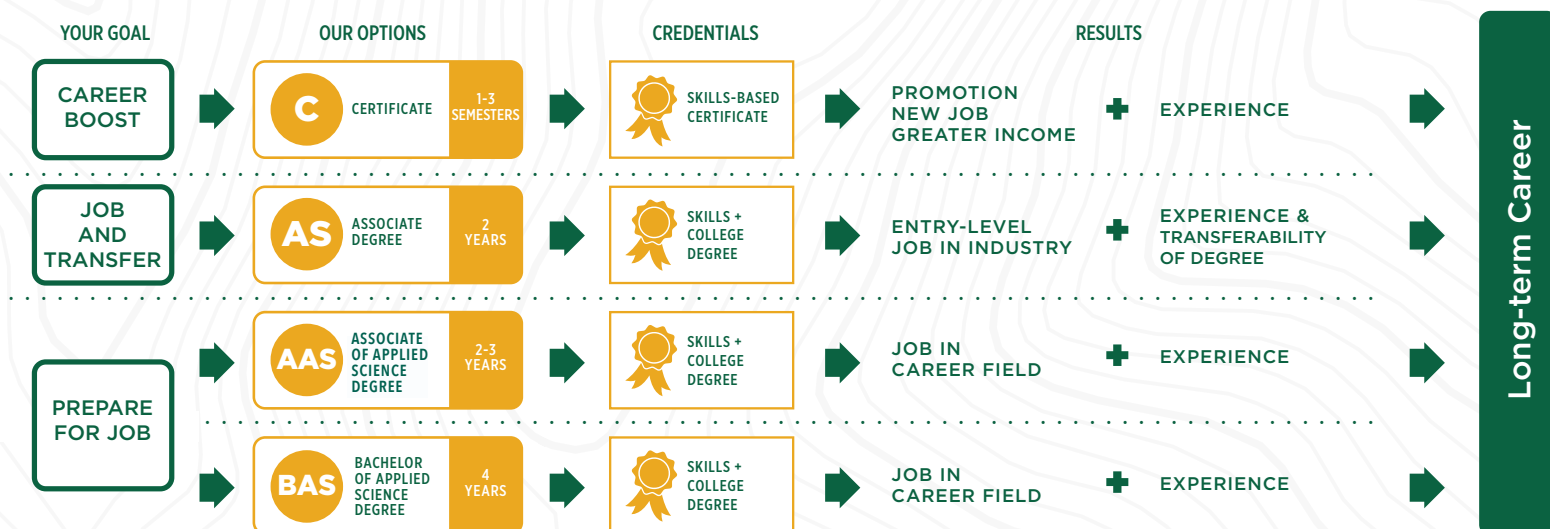 YOUR GOAL
OUR OPTIONS
CREDENTIALS
RESULTS
CAREER
BOOST
C
CERTIFICATE
1-3
SEMESTERS
SKILLS-BASED
CERTIFICATE
PROMOTION
NEW JOB
GREATER INCOME
+
EXPERIENCE
JOB
AND
TRANSFER
AS
ASSOCIATE
DEGREE
2
YEARS
SKILLS +
COLLEGE
DEGREE
ENTRY-LEVEL
JOB IN INDUSTRY
+
EXPERIENCE &
TRANSFERABILITY
OF DEGREE
PREPARE
FOR JOB
AAS
ASSOCIATE
OF APPLIED
SCIENCE
DEGREE
2-3
YEARS
SKILLS +
COLLEGE
DEGREE
JOB IN
CAREER FIELD
+
EXPERIENCE
BAS
BACHELOR
OF APPLIED
SCIENCE
DEGREE
4
YEARS
SKILLS +
COLLEGE
DEGREE
JOB IN
CAREER FIELD
+
EXPERIENCE
Long-term Career